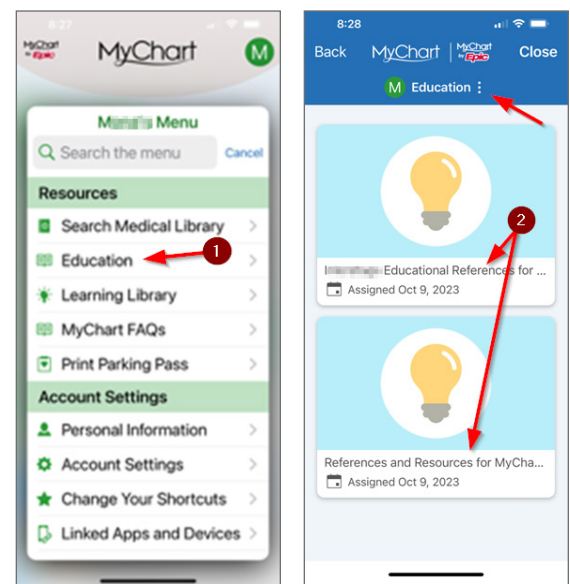 8:27
MyChart
by Epic
MyChart
M
Menu
Search the menu
Cancel
Resources
Search Medical Library
Education
1
Learning Library
MyChart FAQs
Print Parking Pass
Account Settings
Personal Information
Account Settings
Change Your Shortcuts
Linked Apps and Devices
8:28
Back
MyChart
MyChart
by Epic
Close
M Education
2
Educational References for ...
Assigned Oct 9, 2023
References and Resources for MyCha...
Assigned Oct 9, 2023